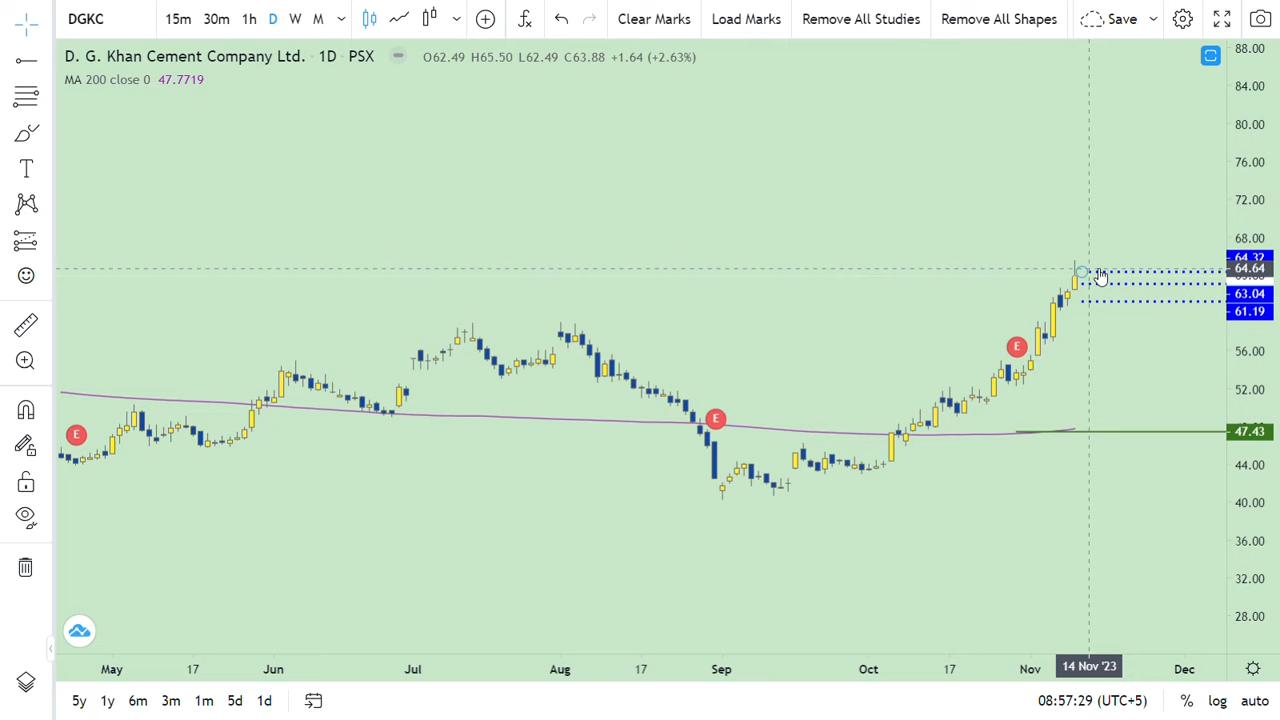 DGKC 15m 30m 1h D W M Clear Marks Load Marks Remove All Studies Remove All Shapes Save
D. G. Khan Cement Company Ltd. · 1D · PSX O62.49 H65.50 L62.49 C63.88 +1.64 (+2.63%)
MA 200 close 0 47.7719
88.00
84.00
80.00
76.00
72.00
68.00
64.32
64.64
63.04
61.19
56.00
52.00
47.43
44.00
40.00
36.00
32.00
28.00
E
E
E
May 17 Jun Jul Aug 17 Sep Oct 17 Nov 14 Nov '23 Dec
5y 1y 6m 3m 1m 5d 1d 08:57:29 (UTC+5) % log auto